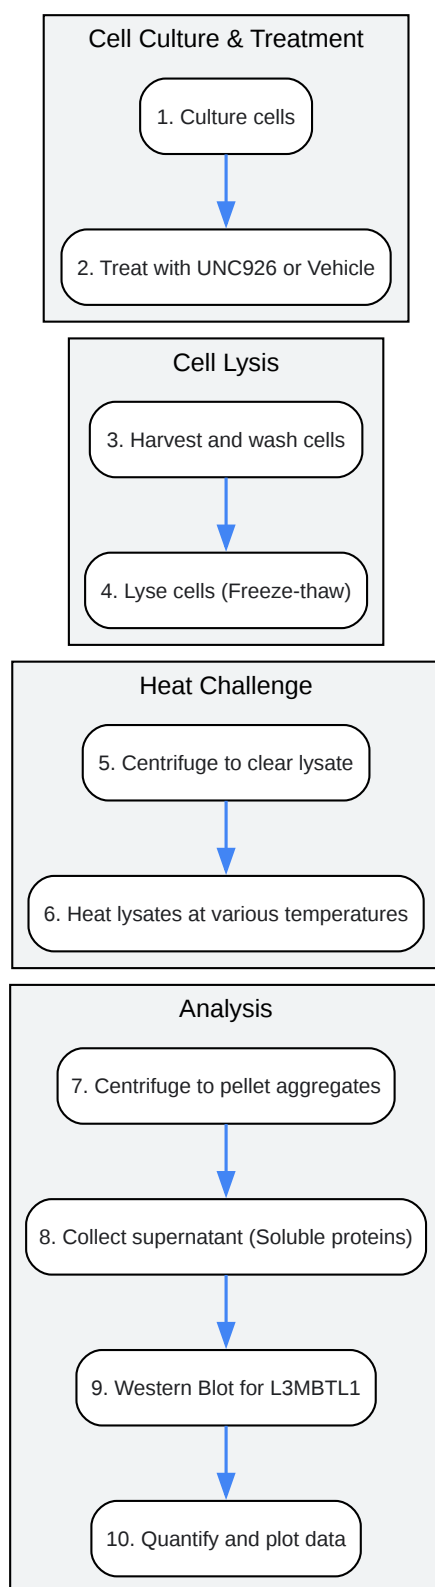 Cell Culture & Treatment
1. Culture cells
2. Treat with UNC926 or Vehicle
Cell Lysis
3. Harvest and wash cells
4. Lyse cells (Freeze-thaw)
Heat Challenge
5. Centrifuge to clear lysate
6. Heat lysates at various temperatures
Analysis
7. Centrifuge to pellet aggregates
8. Collect supernatant (Soluble proteins)
9. Western Blot for L3MBTL1
10. Quantify and plot data